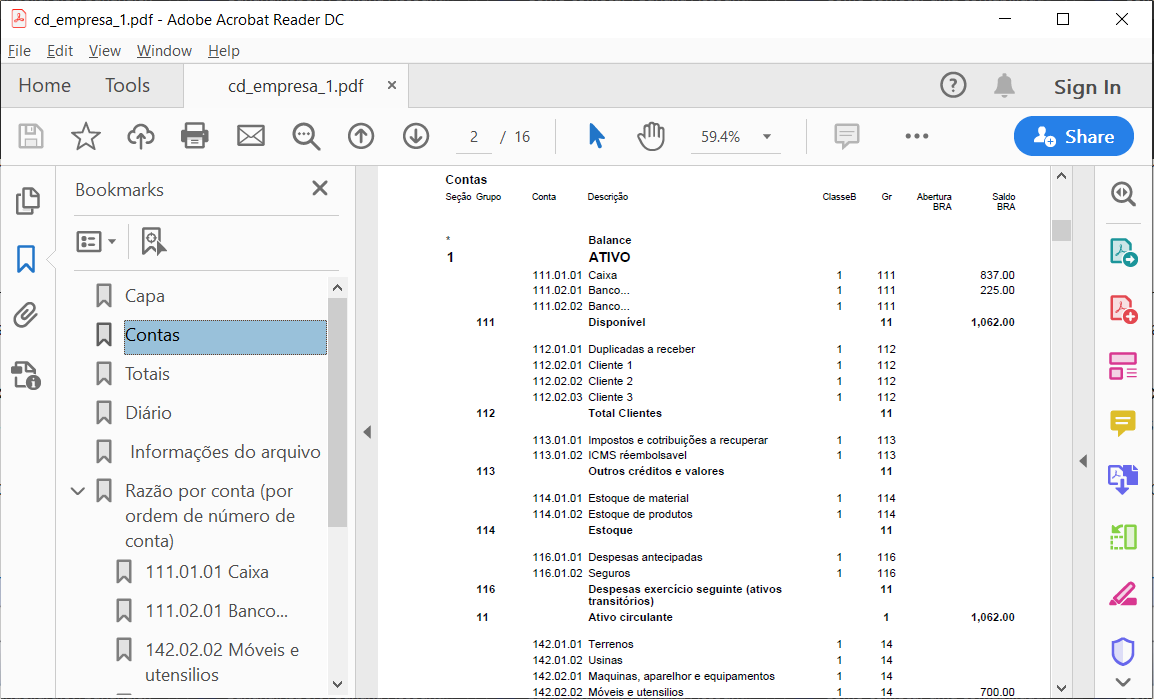 cd_empresa_1.pdf - Adobe Acrobat Reader DC
File Edit View Window Help
Home Tools cd_empresa_1.pdf × Sign In
2 / 16 59.4% Share
Bookmarks
Capa
Contas
Totais
Diário
Informações do arquivo
Razão por conta (por
ordem de número de
conta)
111.01.01 Caixa
111.02.01 Banco...
142.02.02 Móveis e
utensilios
Contas
Seção Grupo Conta Descrição ClasseB Gr Abertura Saldo
BRA BRA
* Balance
1 ATIVO
111.01.01 Caixa 1 111 837.00
111.02.01 Banco... 1 111 225.00
111.02.02 Banco... 1 111
111 Disponível 11 1,062.00
112.01.01 Duplicadas a receber 1 112
112.02.01 Cliente 1 1 112
112.02.02 Cliente 2 1 112
112.02.03 Cliente 3 1 112
112 Total Clientes 11
113.01.01 Impostos e cotribuições a recuperar 1 113
113.01.02 ICMS réembolsavel 1 113
113 Outros créditos e valores 11
114.01.01 Estoque de material 1 114
114.01.02 Estoque de produtos 1 114
114 Estoque 11
116.01.01 Despesas antecipadas 1 116
116.01.02 Seguros 1 116
116 Despesas exercício seguinte (ativos 11
transitórios)
11 Ativo circulante 1 1,062.00
142.01.01 Terrenos 1 14
142.01.02 Usinas 1 14
142.02.01 Maquinas, aparelhor e equipamentos 1 14
142.02.02 Móveis e utensilios 1 14 700.00